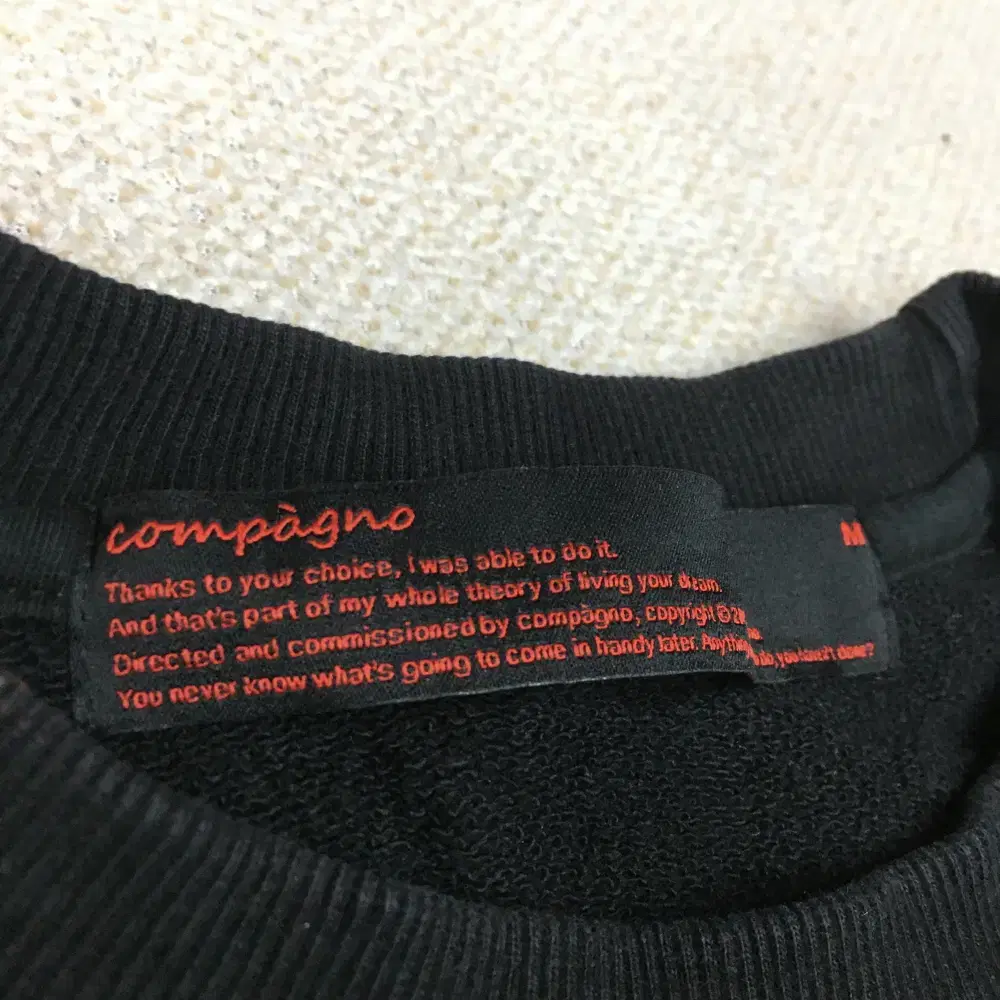 compàgno
M
Thanks to your choice, I was able to do it.
And that's part of my whole theory of living your dream.
Directed and commissioned by compàgno, copyright ©
You never know what's going to come in handy later.